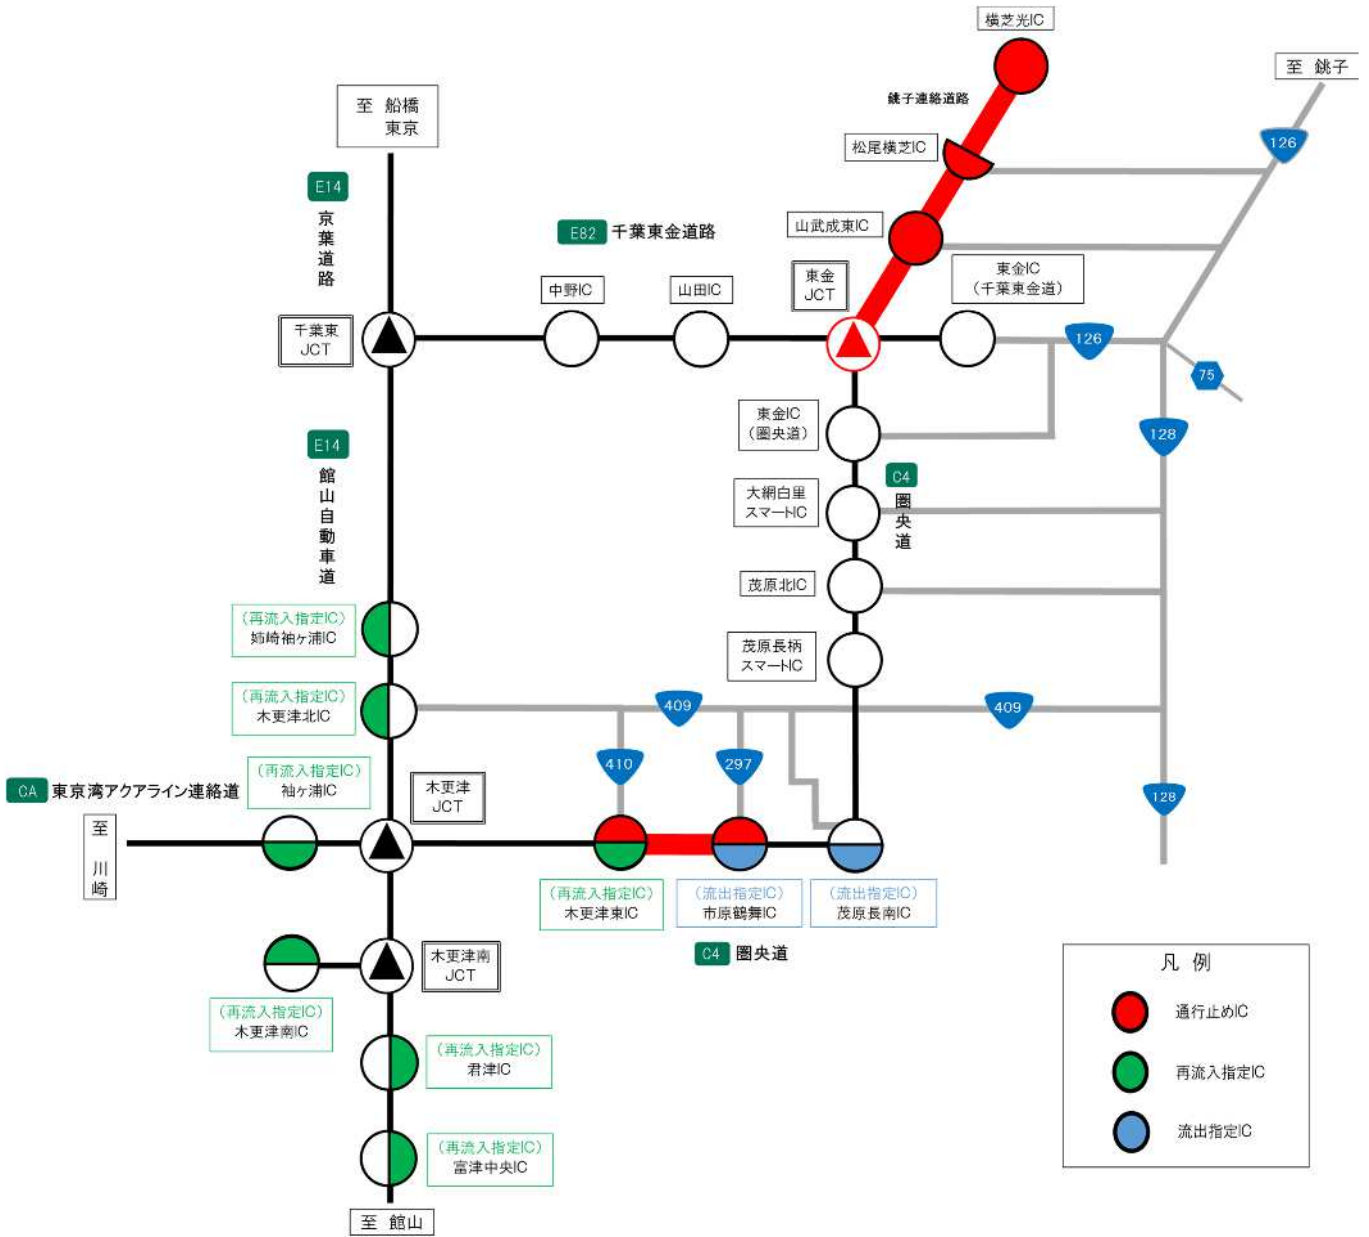 横芝光IC
至 銚子
至 船橋
東京
銚子連絡道路
126
松尾横芝IC
E14
京葉道路
山武成東IC
E82 千葉東金道路
東金
JCT
東金IC
(千葉東金道)
中野IC
山田IC
千葉東
JCT
126
75
東金IC
(圏央道)
128
E14
館山自動車道
C4
圏央道
大網白里
スマートIC
茂原北IC
(再流入指定IC)
姉崎袖ヶ浦IC
茂原長柄
スマートIC
(再流入指定IC)
木更津北IC
409
409
410
297
(再流入指定IC)
袖ヶ浦IC
木更津
JCT
CA 東京湾アクアライン連絡道
128
至 川崎
(再流入指定IC)
木更津東IC
(流出指定IC)
市原鶴舞IC
(流出指定IC)
茂原長南IC
C4 圏央道
木更津南
JCT
(再流入指定IC)
木更津南IC
(再流入指定IC)
君津IC
(再流入指定IC)
富津中央IC
至 館山
凡 例
通行止めIC
再流入指定IC
流出指定IC